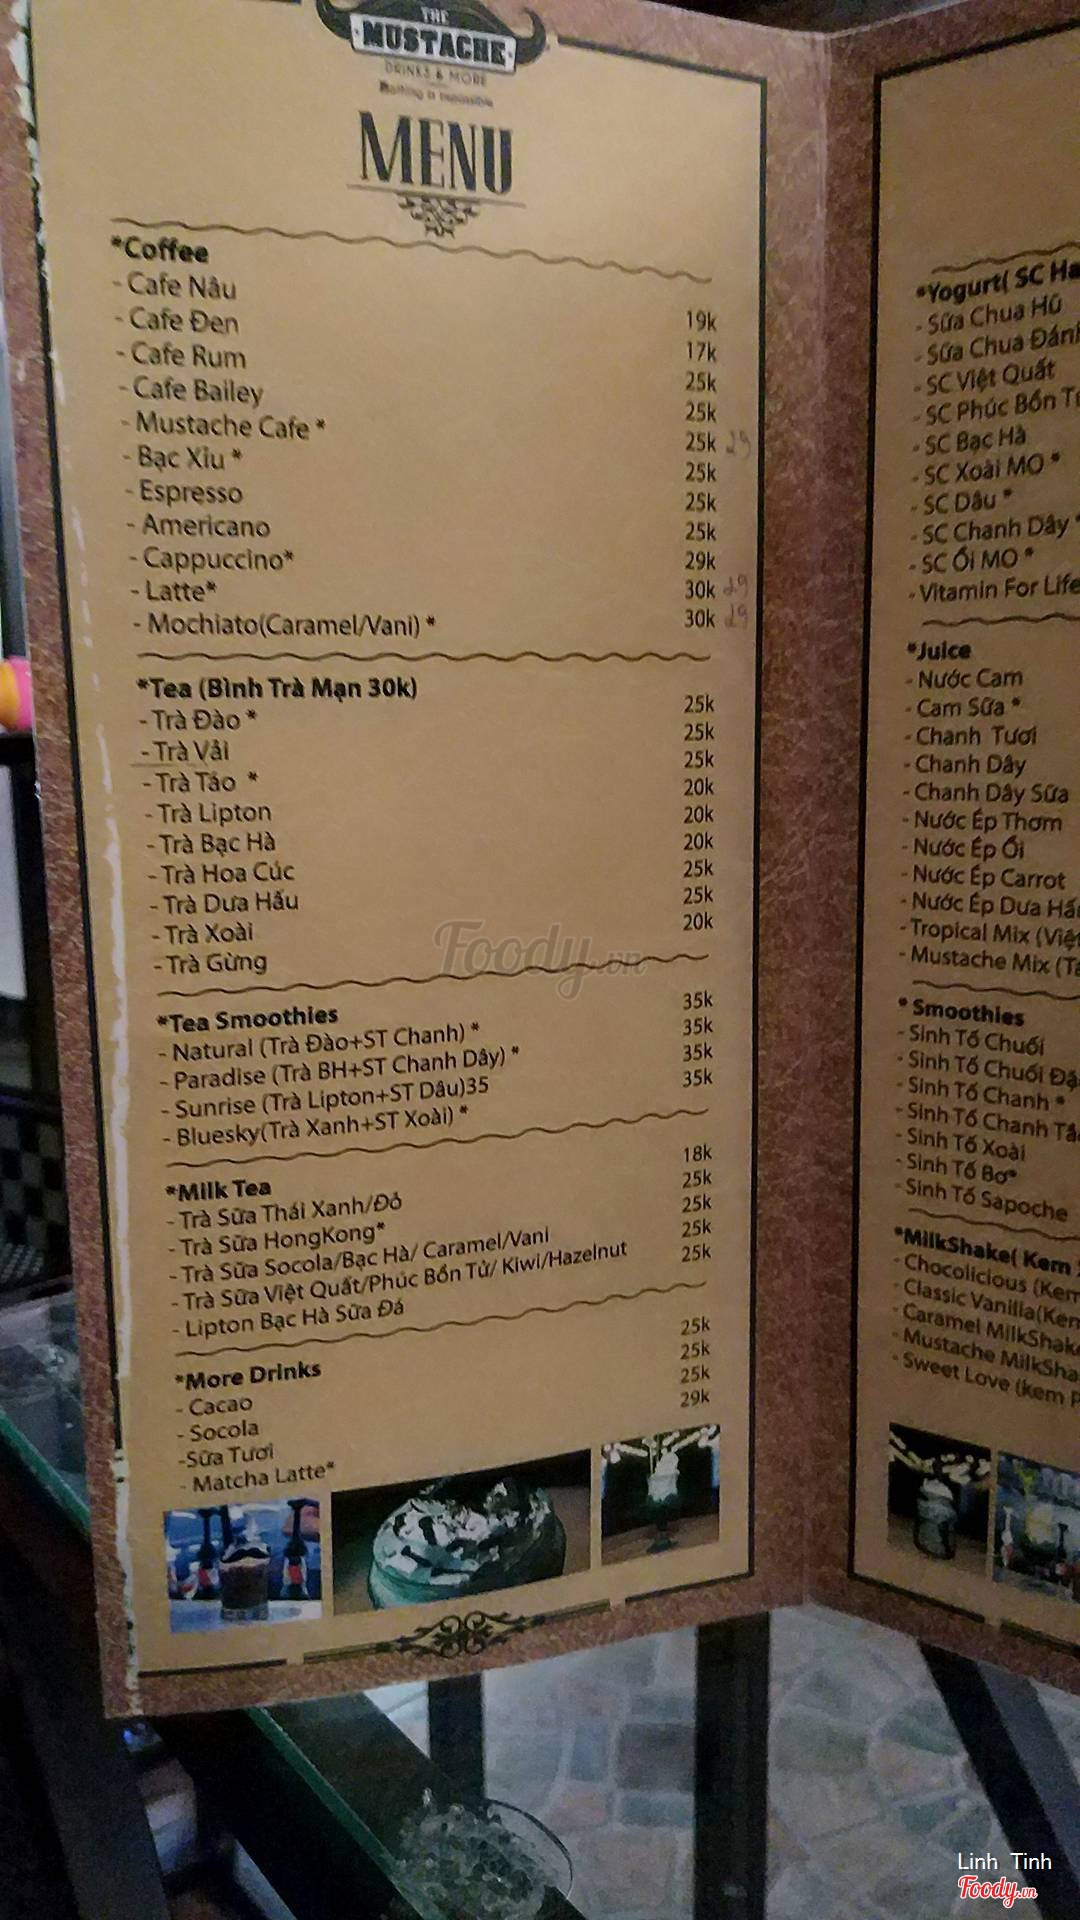 THE
MUSTACHE
DRINKS & MORE
Nothing is impossible
MENU
*Coffee
- Cafe Nâu 19k
- Cafe Đen 17k
- Cafe Rum 25k
- Cafe Bailey 25k
- Mustache Cafe * 25k 29
- Bạc Xỉu * 25k
- Espresso 25k
- Americano 25k
- Cappuccino* 29k
- Latte* 30k 29
- Mochiato(Caramel/Vani) * 30k 29
*Tea (Bình Trà Mạn 30k)
- Trà Đào * 25k
- Trà Vải 25k
- Trà Táo * 25k
- Trà Lipton 20k
- Trà Bạc Hà 20k
- Trà Hoa Cúc 20k
- Trà Dưa Hấu 25k
- Trà Xoài 25k
- Trà Gừng 20k
*Tea Smoothies
- Natural (Trà Đào+ST Chanh) * 35k
- Paradise (Trà BH+ST Chanh Dây) * 35k
- Sunrise (Trà Lipton+ST Dâu)35 35k
- Bluesky(Trà Xanh+ST Xoài) * 35k
*Milk Tea
- Trà Sữa Thái Xanh/Đỏ 18k
- Trà Sữa HongKong* 25k
- Trà Sữa Socola/Bạc Hà/ Caramel/Vani 25k
- Trà Sữa Việt Quất/Phúc Bồn Tử/ Kiwi/Hazelnut 25k
- Lipton Bạc Hà Sữa Đá 25k
*More Drinks
- Cacao 25k
- Socola 25k
-Sữa Tươi 25k
- Matcha Latte* 29k
*Yogurt( SC Ha
- Sữa Chua Hũ
- Sữa Chua Đánh
- SC Việt Quất
- SC Phúc Bồn Tử
- SC Bạc Hà
- SC Xoài MO *
- SC Dâu *
- SC Chanh Dây *
- SC Ổi MO *
- Vitamin For Life
*Juice
- Nước Cam
- Cam Sữa *
- Chanh Tươi
- Chanh Dây
- Chanh Dây Sữa
- Nước Ép Thơm
- Nước Ép Ổi
- Nước Ép Carrot
- Nước Ép Dưa Hấu
- Tropical Mix (Việt
- Mustache Mix (Tá
* Smoothies
- Sinh Tố Chuối
- Sinh Tố Chuối Đậ
- Sinh Tố Chanh *
- Sinh Tố Chanh Tâ
- Sinh Tố Xoài
- Sinh Tố Bơ*
- Sinh Tố Sapoche
*MilkShake( Kem
- Chocolicious (Kem
- Classic Vanilla(Kem
- Caramel MilkShake
- Mustache MilkSha
- Sweet Love (kem P
Foody.vn
Linh Tinh
Foody.vn